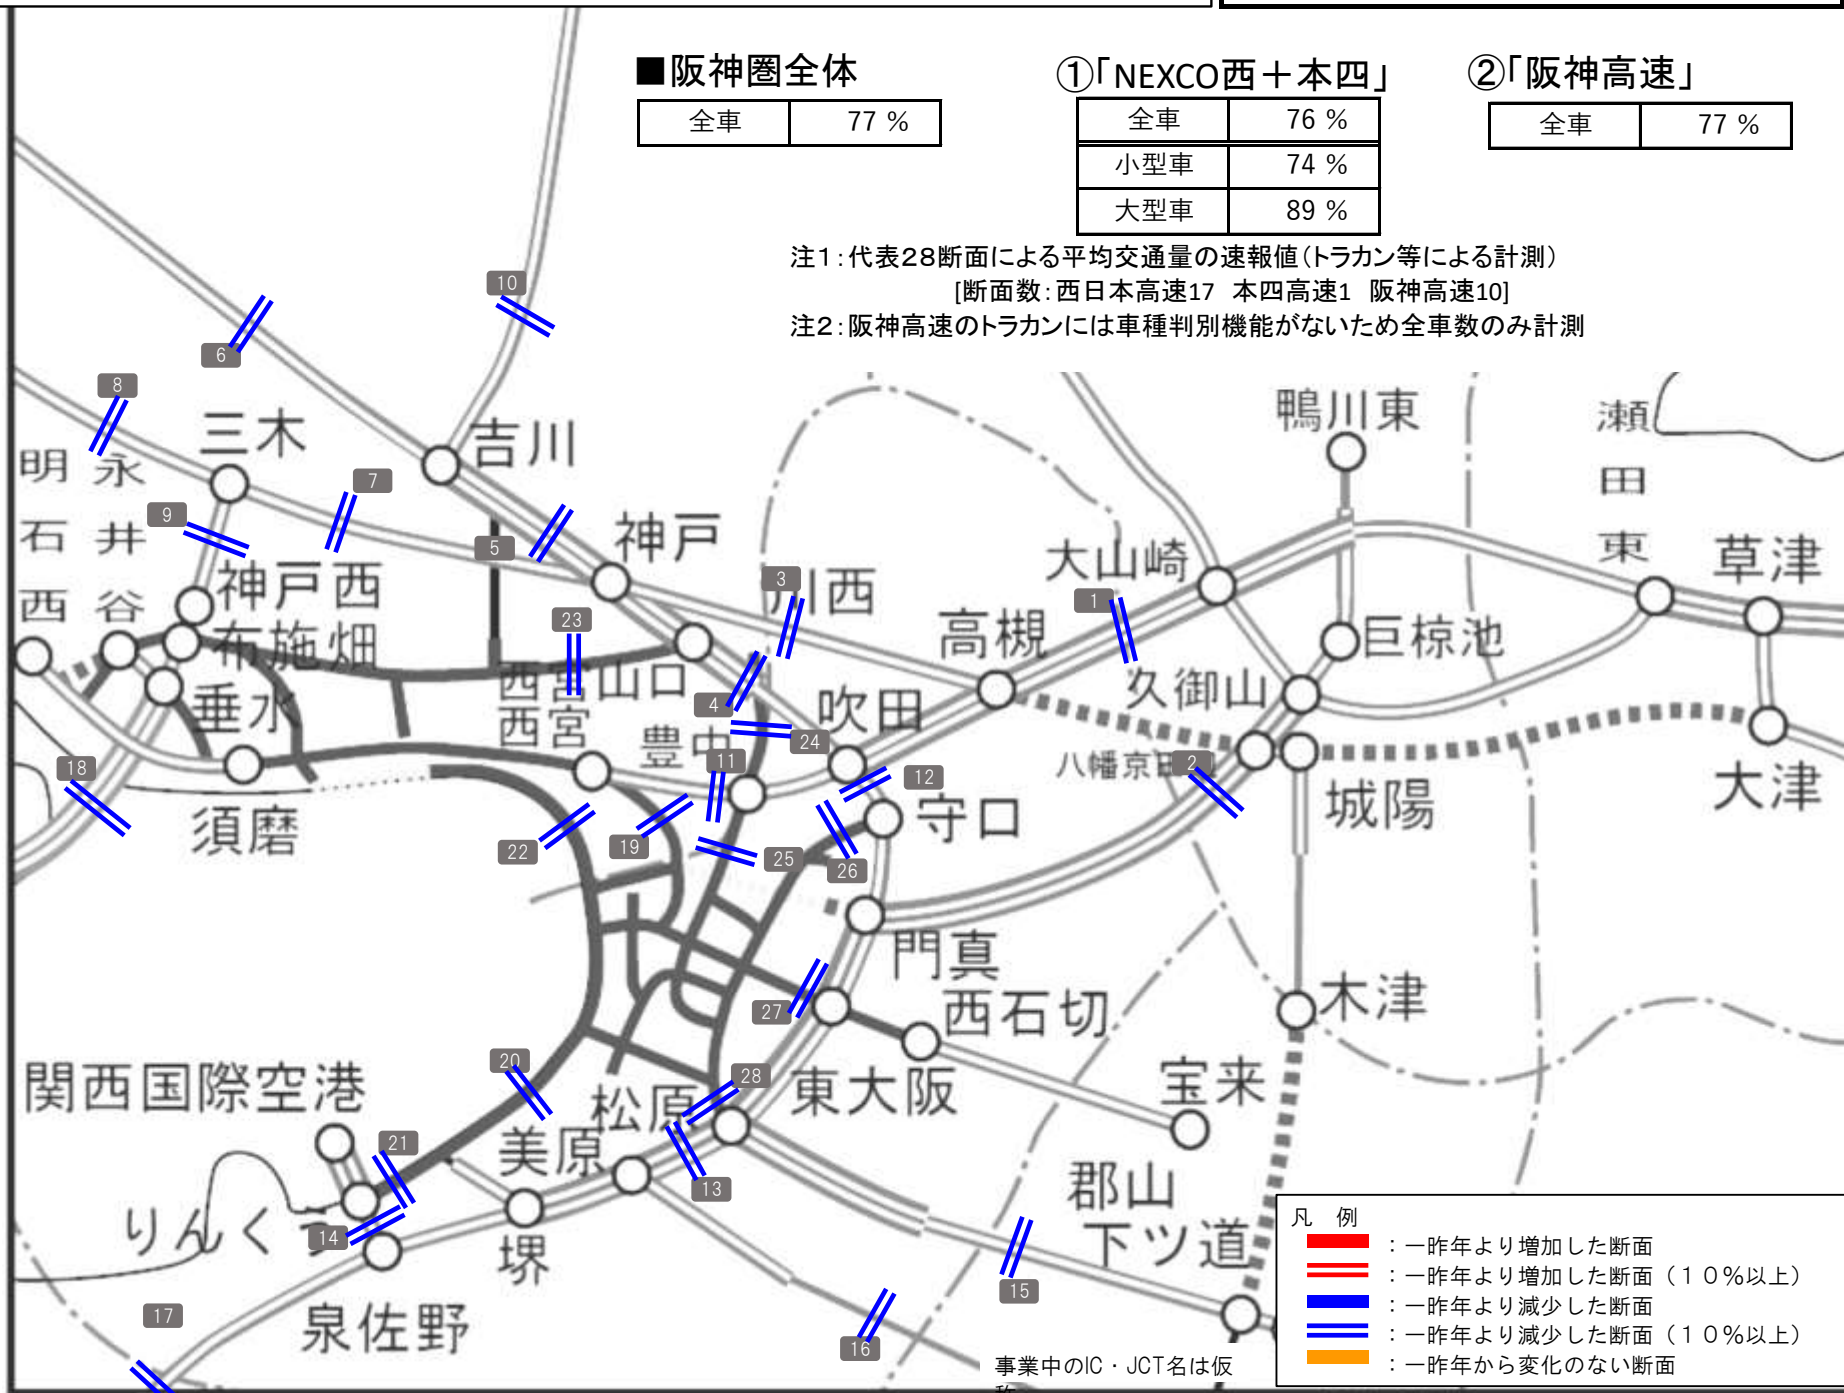 ■阪神圏全体
全車 77 %
①「NEXCO西＋本四」
全車 76 %
小型車 74 %
大型車 89 %
②「阪神高速」
全車 77 %
注1：代表28断面による平均交通量の速報値（トラカン等による計測）
[断面数：西日本高速17 本四高速1 阪神高速10]
注2：阪神高速のトラカンには車種判別機能がないため全車数のみ計測
10
6
8
三木
吉川
鴨川東
瀬田東
明石西
永井谷
7
9
5
神戸
大山崎
草津
3
川西
1
神戸西
23
高槻
巨椋池
布施畑
西宮山口
久御山
4
垂水
西宮
吹田
豊中
24
11
八幡京田
2
18
12
大津
須磨
守口
城陽
22
19
25
26
門真
27
西石切
木津
20
関西国際空港
28
松原
東大阪
宝来
21
美原
13
郡山
りんくう
14
堺
下ツ道
15
17
泉佐野
16
事業中のIC・JCT名は仮
称
凡 例
：一昨年より増加した断面
：一昨年より増加した断面（１０％以上）
：一昨年より減少した断面
：一昨年より減少した断面（１０％以上）
：一昨年から変化のない断面